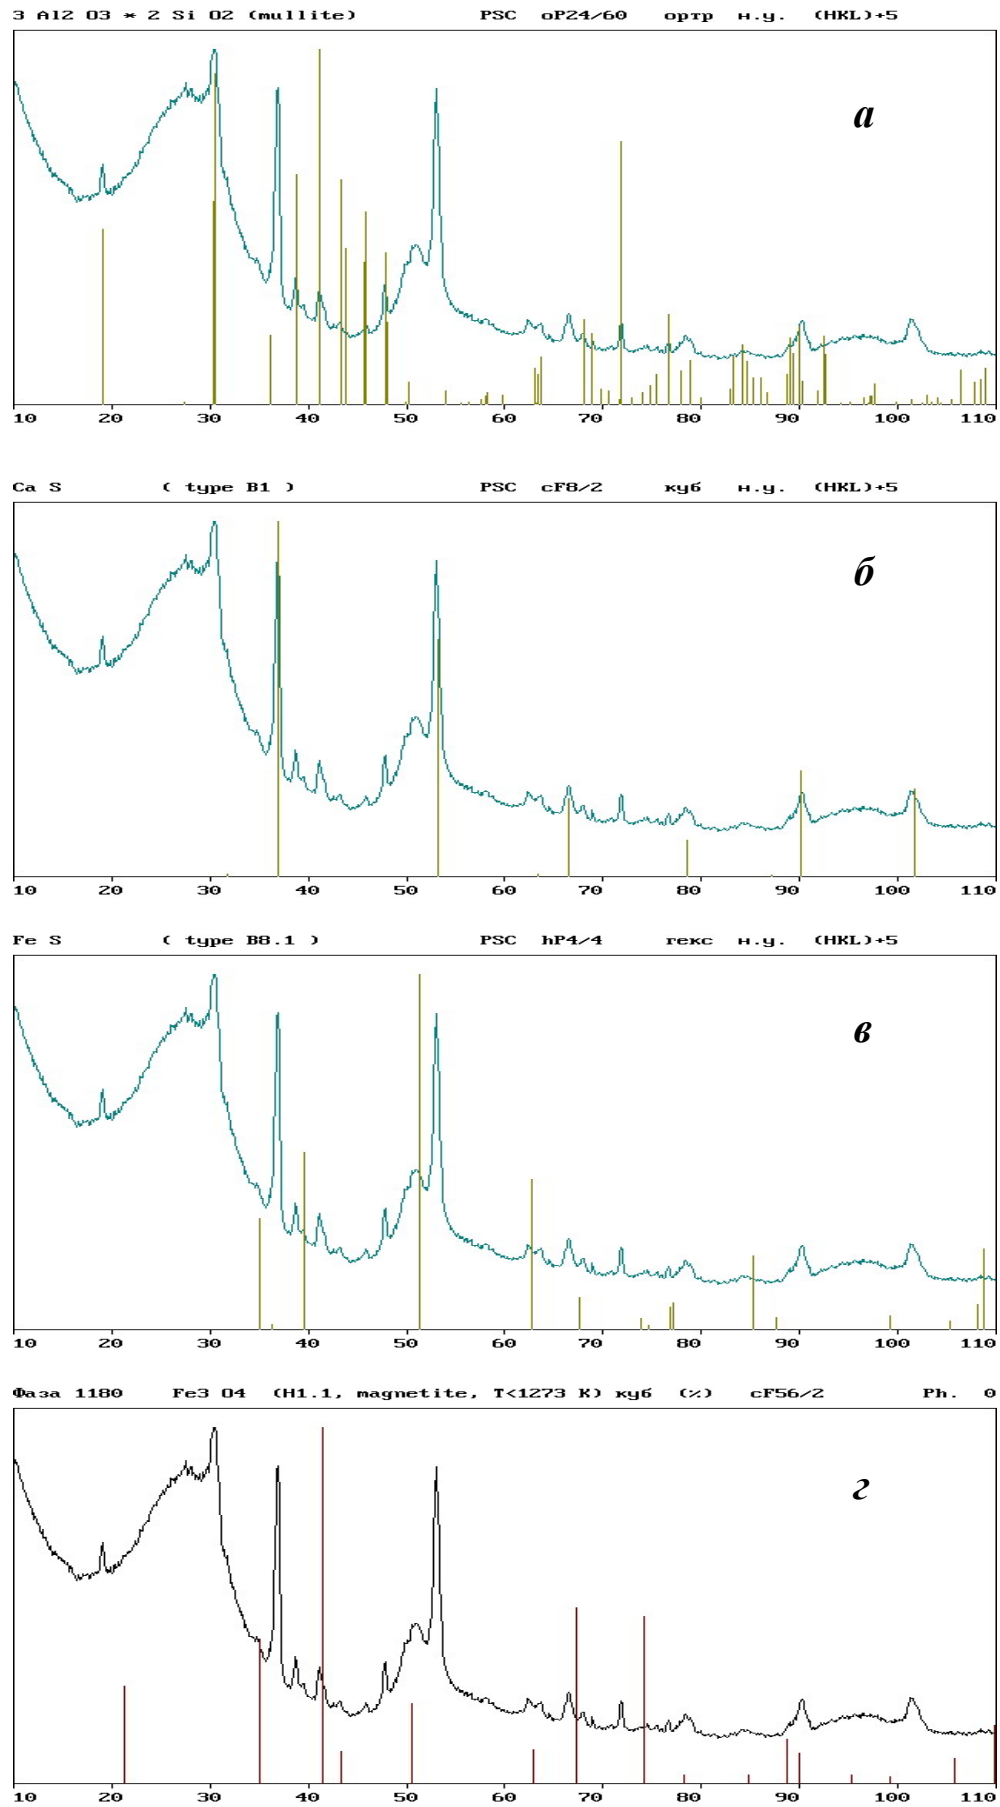 3 Al2 O3 * 2 Si O2 (mullite) PSC oP24/60 ортр н.у. (HKL)+5
а
10 20 30 40 50 60 70 80 90 100 110
Ca S ( type B1 ) PSC cF8/2 куб н.у. (HKL)+5
б
10 20 30 40 50 60 70 80 90 100 110
Fe S ( type B8.1 ) PSC hP4/4 гекс н.у. (HKL)+5
в
10 20 30 40 50 60 70 80 90 100 110
Фаза 1180 Fe3 O4 (H1.1, magnetite, T<1273 K) куб (%) cF56/2 Ph. 0
г
10 20 30 40 50 60 70 80 90 100 110